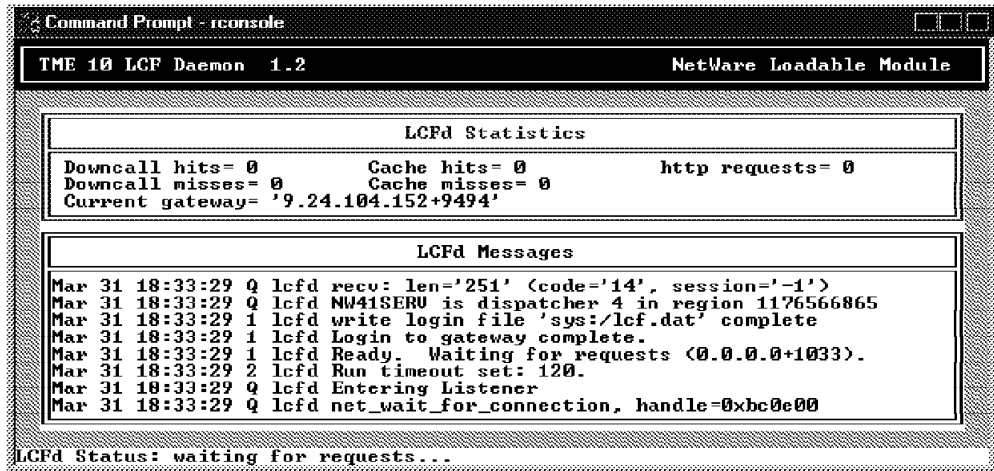 Command Prompt - rconsole
TME 10 LCF Daemon 1.2 NetWare Loadable Module
LCFd Statistics
Downcall hits= 0 Cache hits= 0 http requests= 0
Downcall misses= 0 Cache misses= 0
Current gateway= '9.24.104.152+9494'
LCFd Messages
Mar 31 18:33:29 Q lcfd recv: len='251' (code='14', session='-1')
Mar 31 18:33:29 Q lcfd NW41SERV is dispatcher 4 in region 1176566865
Mar 31 18:33:29 1 lcfd write login file 'sys:/lcf.dat' complete
Mar 31 18:33:29 1 lcfd Login to gateway complete.
Mar 31 18:33:29 1 lcfd Ready. Waiting for requests (0.0.0.0+1033).
Mar 31 18:33:29 2 lcfd Run timeout set: 120.
Mar 31 18:33:29 Q lcfd Entering Listener
Mar 31 18:33:29 Q lcfd net_wait_for_connection, handle=0xbc0e00
LCFd Status: waiting for requests...